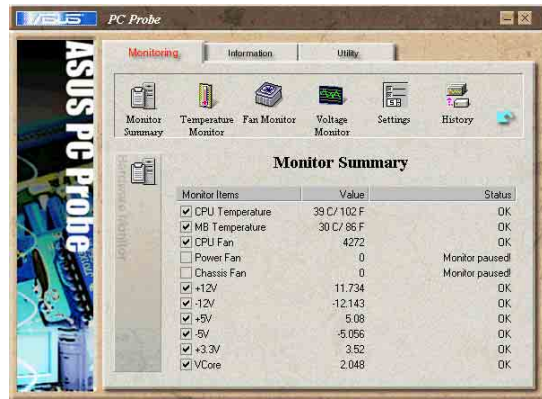 ASUS PC Probe
Monitoring Information Utility
Monitor Summary
Temperature Monitor
Fan Monitor
Voltage Monitor
Settings
History
ASUS PC Probe
Hardware Monitor
Monitor Summary
Monitor Items Value Status
CPU Temperature 39 C/ 102 F OK
MB Temperature 30 C/ 86 F OK
CPU Fan 4272 OK
Power Fan 0 Monitor paused!
Chassis Fan 0 Monitor paused!
+12V 11.734 OK
-12V -12.143 OK
+5V 5.08 OK
-5V -5.056 OK
+3.3V 3.52 OK
VCore 2.048 OK